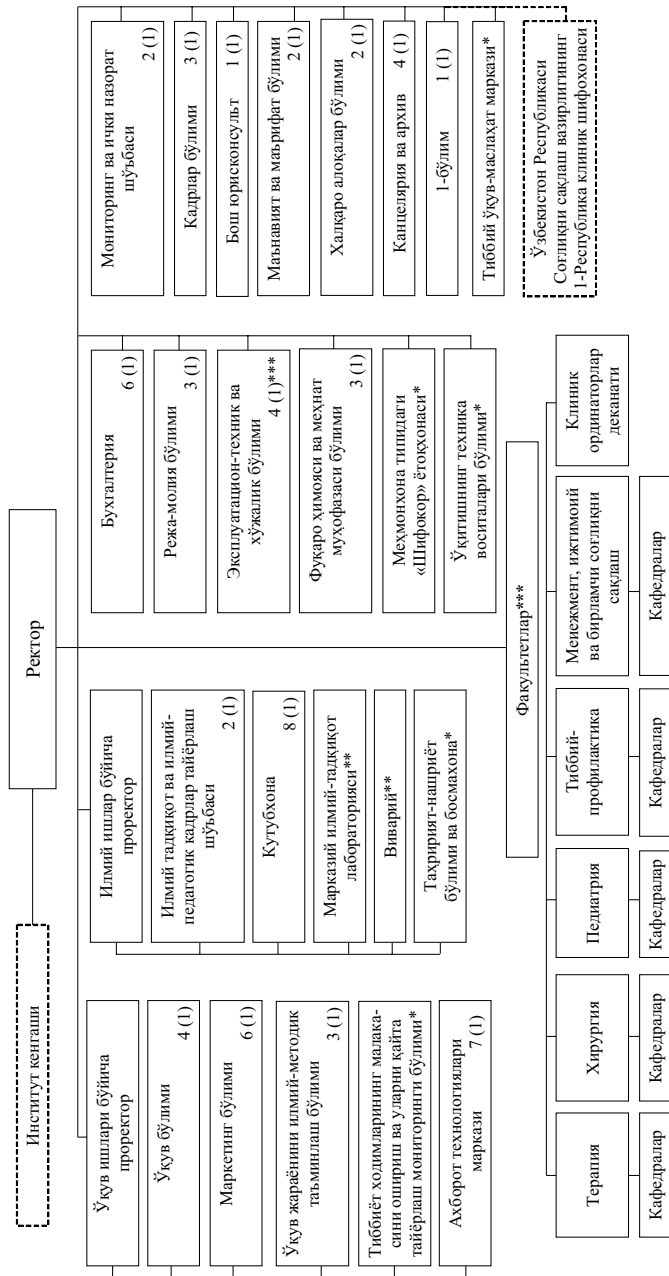 Институт кенгаши
Ректор
Ўқув ишлари бўйича
проректор
Ўқув бўлими
4 (1)
Маркетинг бўлими
6 (1)
Ўқув жараёнини илмий-методик
таъминлаш бўлими
3 (1)
Тиббиёт ходимларининг малака-
сини ошириш ва уларни қайта
тайёрлаш мониторинги бўлими*
Ахборот технологиялари
маркази
7 (1)
Илмий ишлар бўйича
проректор
Илмий тадқиқот ва илмий-
педагогик кадрлар тайёрлаш
шўъбаси
2 (1)
Кутубхона
8 (1)
Марказий илмий-тадқиқот
лабораторияси**
Виварий**
Таҳририят-нашриёт
бўлими ва босмахона*
Бухгалтерия
6 (1)
Режа-молия бўлими
3 (1)
Эксплуатацион-техник ва
хўжалик бўлими
4 (1)***
Фуқаро ҳимояси ва меҳнат
муҳофазаси бўлими
3 (1)
Меҳмонхона типидаги
«Шифокор» ётоқхонаси*
Ўқитишнинг техника
воситалари бўлими*
Мониторинг ва ички назорат
шўъбаси
2 (1)
Кадрлар бўлими
3 (1)
Бош юрисконсульт
1 (1)
Маънавият ва маърифат бўлими
2 (1)
Халқаро алоқалар бўлими
2 (1)
Канцелярия ва архив
4 (1)
1-бўлим
1 (1)
Тиббий ўқув-маслаҳат маркази*
Ўзбекистон Республикаси
Соғлиқни сақлаш вазирлигининг
1-Республика клиник шифохонаси
Факультетлар***
Терапия
Хирургия
Педиатрия
Тиббий-
профилактика
Менежмент, ижтимоий
ва бирламчи соғлиқни
сақлаш
Клиник
ординаторлар
деканати
Кафедралар
Кафедралар
Кафедралар
Кафедралар
Кафедралар